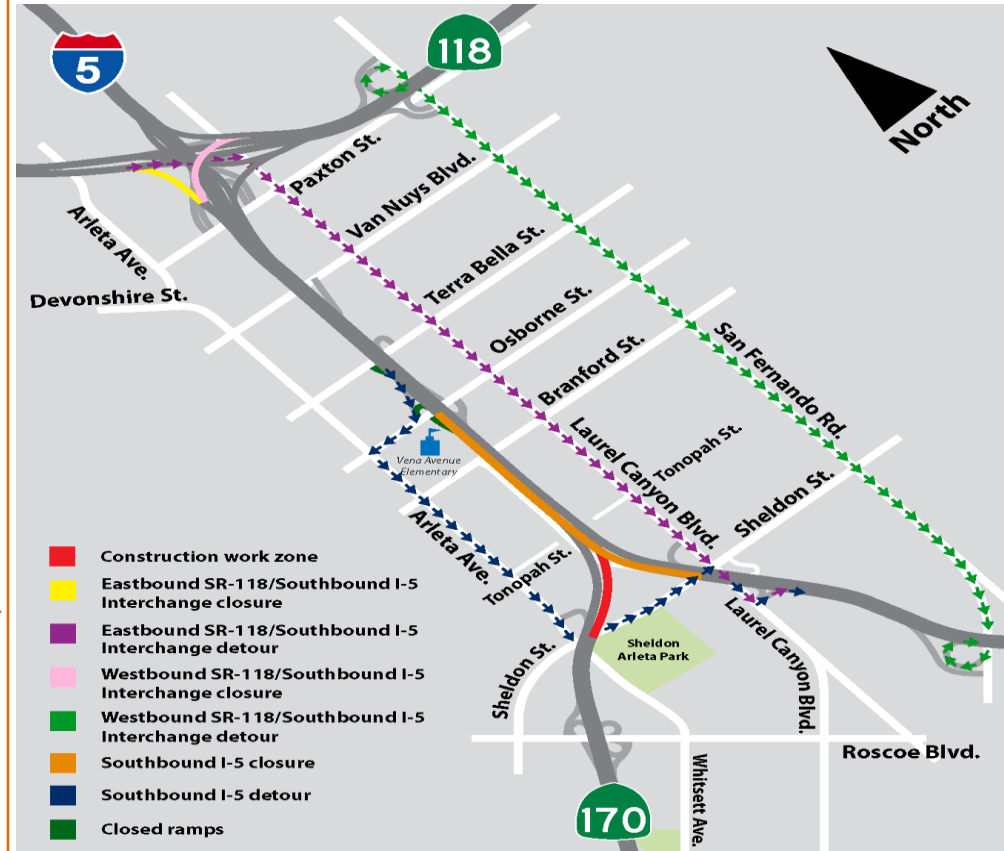 5
118
North
Paxton St.
Van Nuys Blvd.
Arleta Ave.
Terra Bella St.
Devonshire St.
Osborne St.
Branford St.
San Fernando Rd.
Laurel Canyon Blvd.
Tonopah St.
Sheldon St.
Vena Avenue
Elementary
Arleta Ave.
Tonopah St.
Laurel Canyon Blvd.
Sheldon
Arleta Park
Sheldon St.
Roscoe Blvd.
Whitsett Ave.
170
Construction work zone
Eastbound SR-118/Southbound I-5
Interchange closure
Eastbound SR-118/Southbound I-5
Interchange detour
Westbound SR-118/Southbound I-5
Interchange closure
Westbound SR-118/Southbound I-5
Interchange detour
Southbound I-5 closure
Southbound I-5 detour
Closed ramps